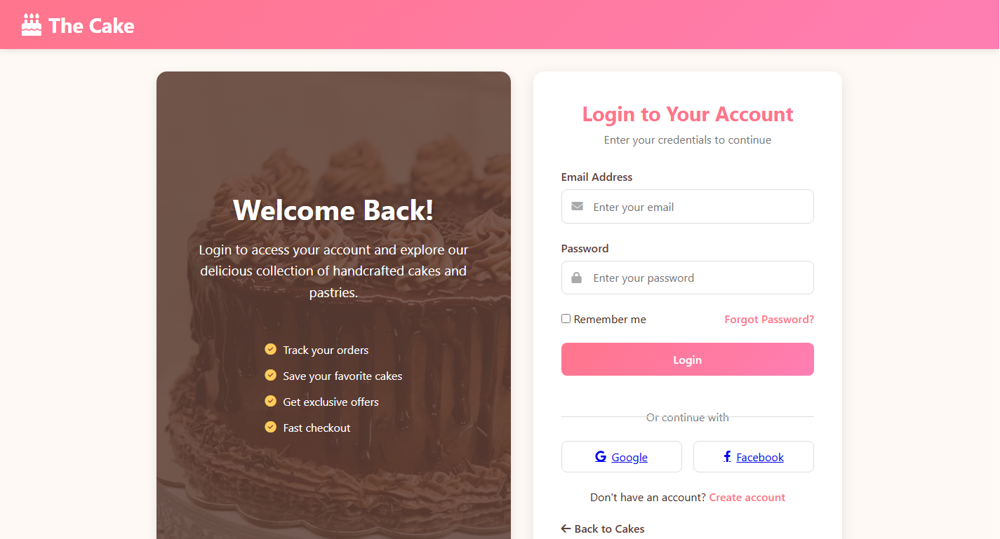 The Cake
Welcome Back!
Login to access your account and explore our
delicious collection of handcrafted cakes and
pastries.
Track your orders
Save your favorite cakes
Get exclusive offers
Fast checkout
Login to Your Account
Enter your credentials to continue
Email Address
Enter your email
Password
Enter your password
Remember me
Forgot Password?
Login
Or continue with
Google
Facebook
Don't have an account? Create account
Back to Cakes